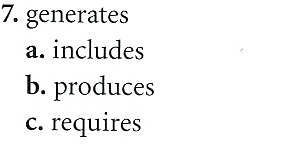 7. generates
a. includes
b. produces
c. requires